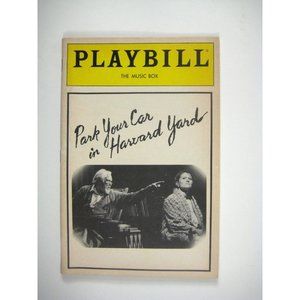 PLAYBILL
THE MUSIC BOX
Park Your Car
in Harvard Yard